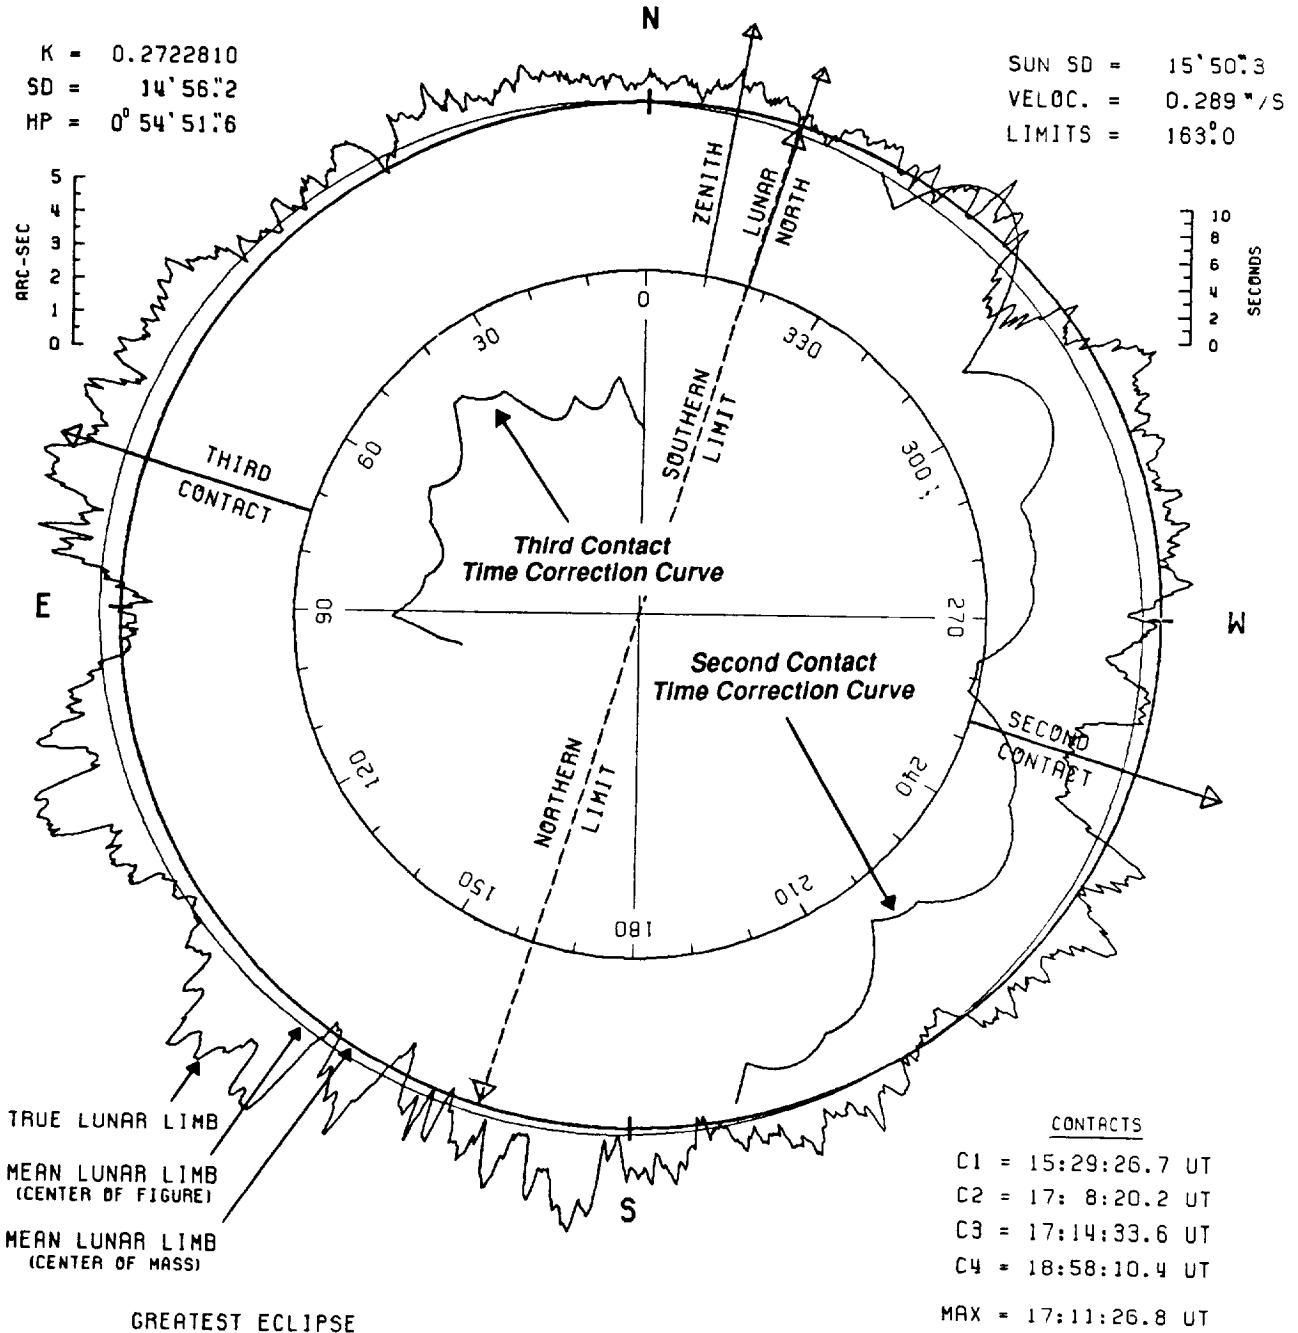 N
K = 0.2722810
SD = 14'56."2
HP = 0° 54'51."6
SUN SD = 15'50."3
VELOC. = 0.289 "/S
LIMITS = 163.°0
5
4
3
2
1
0
ARC-SEC
10
8
6
4
2
0
SECONDS
ZENITH
LUNAR
NORTH
0
30
60
90
120
150
180
210
240
270
300
330
SOUTHERN
LIMIT
THIRD
CONTACT
Third Contact
Time Correction Curve
E
W
Second Contact
Time Correction Curve
SECOND
CONTACT
NORTHERN
LIMIT
TRUE LUNAR LIMB
MEAN LUNAR LIMB
(CENTER OF FIGURE)
MEAN LUNAR LIMB
(CENTER OF MASS)
S
CONTACTS
C1 = 15:29:26.7 UT
C2 = 17: 8:20.2 UT
C3 = 17:14:33.6 UT
C4 = 18:58:10.4 UT
MAX = 17:11:26.8 UT
GREATEST ECLIPSE